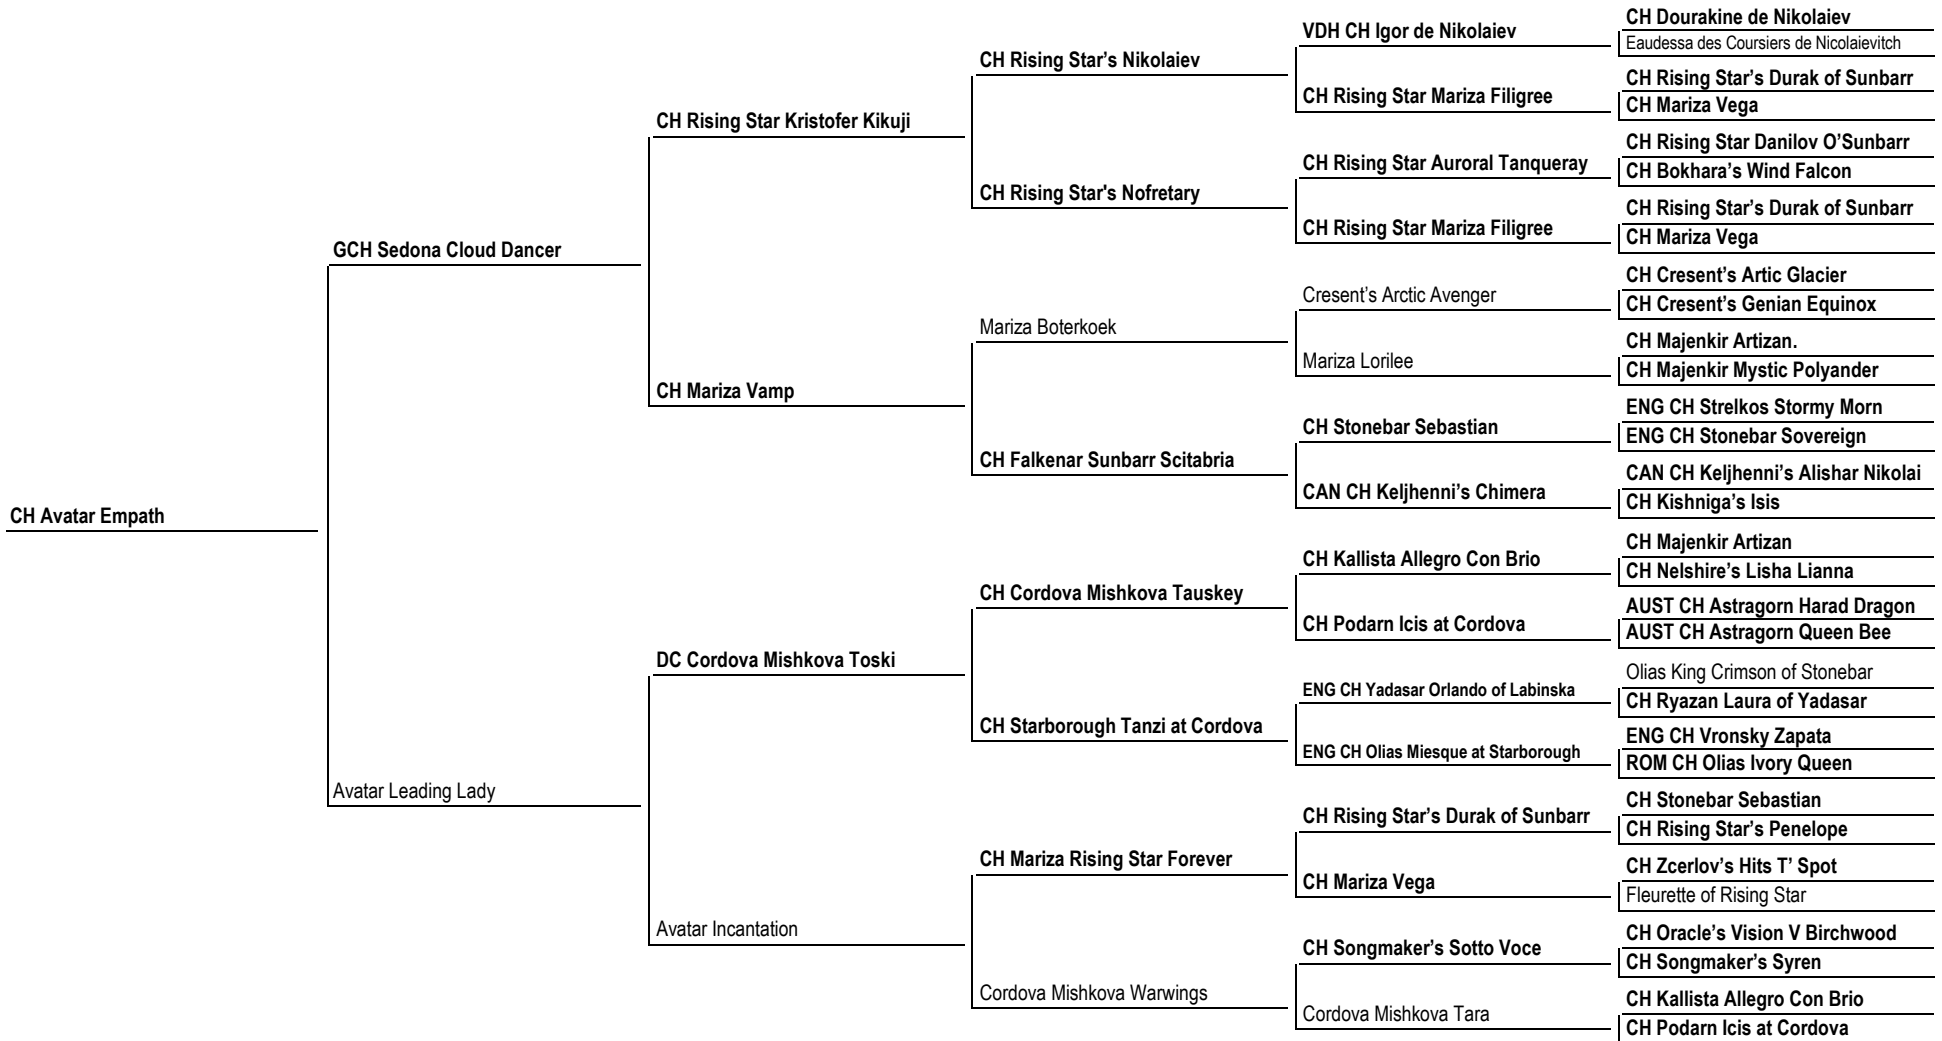 CH Dourakine de Nikolaiev
VDH CH Igor de Nikolaiev
Eaudessa des Coursiers de Nicolaievitch
CH Rising Star’s Nikolaiev
CH Rising Star’s Durak of Sunbarr
CH Rising Star Mariza Filigree
CH Mariza Vega
CH Rising Star Kristofer Kikuji
CH Rising Star Danilov O’Sunbarr
CH Rising Star Auroral Tanqueray
CH Bokhara’s Wind Falcon
CH Rising Star's Nofretary
CH Rising Star’s Durak of Sunbarr
CH Rising Star Mariza Filigree
CH Mariza Vega
GCH Sedona Cloud Dancer
CH Cresent’s Artic Glacier
Cresent’s Arctic Avenger
CH Cresent’s Genian Equinox
Mariza Boterkoek
CH Majenkir Artizan.
Mariza Lorilee
CH Majenkir Mystic Polyander
CH Mariza Vamp
ENG CH Strelkos Stormy Morn
CH Stonebar Sebastian
ENG CH Stonebar Sovereign
CH Falkenar Sunbarr Scitabria
CAN CH Keljhenni’s Alishar Nikolai
CAN CH Keljhenni’s Chimera
CH Kishniga’s Isis
CH Avatar Empath
CH Majenkir Artizan
CH Kallista Allegro Con Brio
CH Nelshire’s Lisha Lianna
CH Cordova Mishkova Tauskey
AUST CH Astragorn Harad Dragon
CH Podarn Icis at Cordova
AUST CH Astragorn Queen Bee
DC Cordova Mishkova Toski
Olias King Crimson of Stonebar
ENG CH Yadasar Orlando of Labinska
CH Ryazan Laura of Yadasar
CH Starborough Tanzi at Cordova
ENG CH Vronsky Zapata
ENG CH Olias Miesque at Starborough
ROM CH Olias Ivory Queen
Avatar Leading Lady
CH Stonebar Sebastian
CH Rising Star’s Durak of Sunbarr
CH Rising Star’s Penelope
CH Mariza Rising Star Forever
CH Zcerlov’s Hits T’ Spot
CH Mariza Vega
Fleurette of Rising Star
Avatar Incantation
CH Oracle’s Vision V Birchwood
CH Songmaker’s Sotto Voce
CH Songmaker’s Syren
Cordova Mishkova Warwings
CH Kallista Allegro Con Brio
Cordova Mishkova Tara
CH Podarn Icis at Cordova